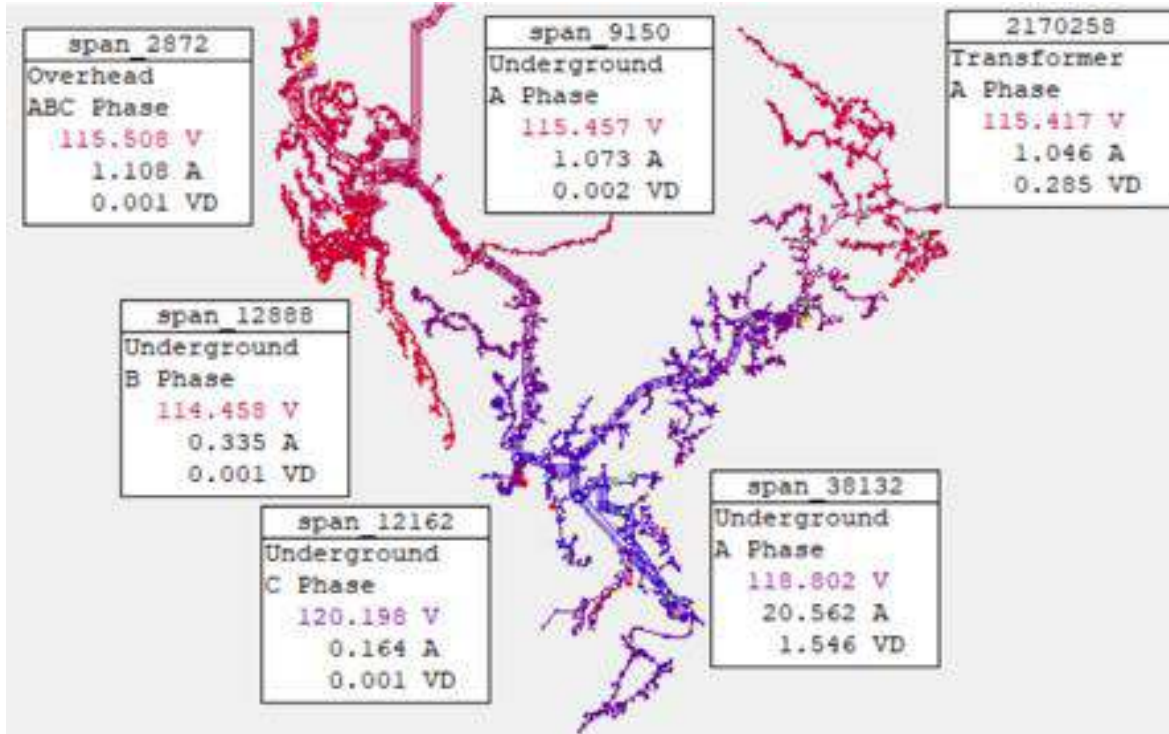 span_2872
Overhead
ABC Phase
115.508 V
1.108 A
0.001 VD
span_9150
Underground
A Phase
115.457 V
1.073 A
0.002 VD
2170258
Transformer
A Phase
115.417 V
1.046 A
0.285 VD
span_12888
Underground
B Phase
114.458 V
0.335 A
0.001 VD
span_12162
Underground
C Phase
120.198 V
0.164 A
0.001 VD
span_38132
Underground
A Phase
118.802 V
20.562 A
1.546 VD